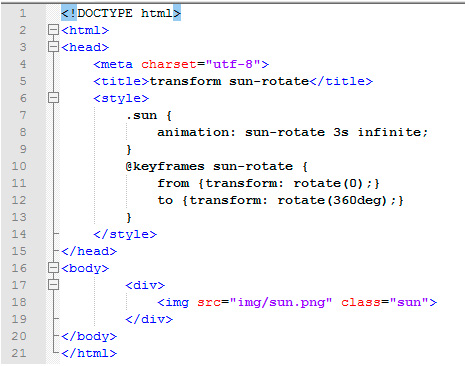 1 <!DOCTYPE html>
2 <html>
3 <head>
4 <meta charset="utf-8">
5 <title>transform sun-rotate</title>
6 <style>
7 .sun {
8 animation: sun-rotate 3s infinite;
9 }
10 @keyframes sun-rotate {
11 from {transform: rotate(0);}
12 to {transform: rotate(360deg);}
13 }
14 </style>
15 </head>
16 <body>
17 <div>
18 <img src="img/sun.png" class="sun">
19 </div>
20 </body>
21 </html>